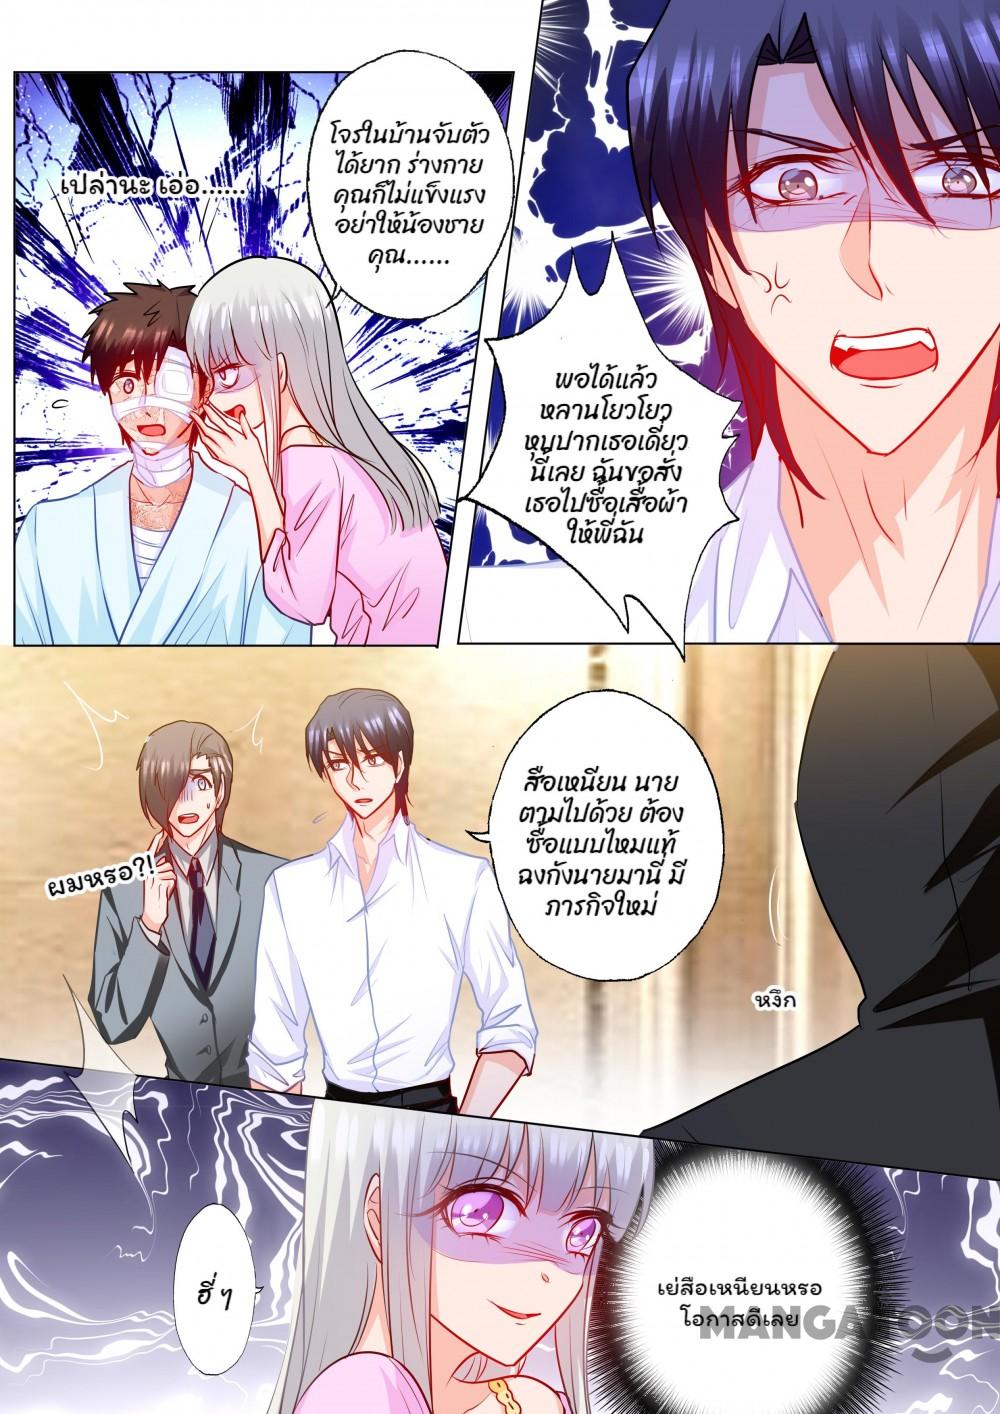 โจรในบ้านจับตัว
ได้ยาก ร่างกาย
คุณก็ไม่แข็งแรง
อย่าให้น้องชาย
คุณ......
เปล่านะ เอ่อ......
พอได้แล้ว
หลานโยวโยว
หุบปากเธอเดี๋ยว
นี้เลย ฉันขอสั่ง
เธอไปซื้อเสื้อผ้า
ให้พี่ฉัน
สือเหนียน นาย
ตามไปด้วย ต้อง
ซื้อแบบไหมแท้
ฉงกังนายมานี่ มี
ภารกิจใหม่
ผมหรอ?!
หงึก
ฮี่ ๆ
เย่สือเหนียนหรอ
โอกาสดีเลย
MANGATOON